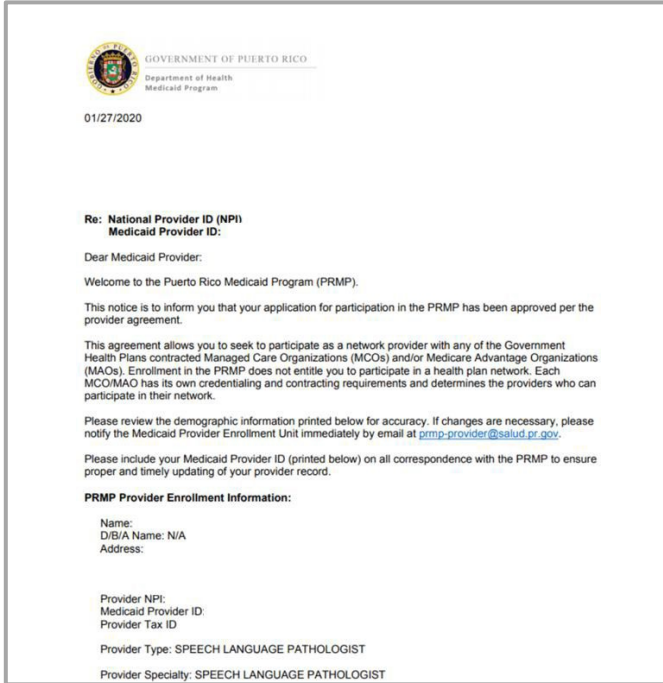 GOVERNMENT OF PUERTO RICO
Department of Health
Medicaid Program
01/27/2020
Re: National Provider ID (NPI)
Medicaid Provider ID:
Dear Medicaid Provider:
Welcome to the Puerto Rico Medicaid Program (PRMP).
This notice is to inform you that your application for participation in the PRMP has been approved per the
provider agreement.
This agreement allows you to seek to participate as a network provider with any of the Government
Health Plans contracted Managed Care Organizations (MCOs) and/or Medicare Advantage Organizations
(MAOs). Enrollment in the PRMP does not entitle you to participate in a health plan network. Each
MCO/MAO has its own credentialing and contracting requirements and determines the providers who can
participate in their network.
Please review the demographic information printed below for accuracy. If changes are necessary, please
notify the Medicaid Provider Enrollment Unit immediately by email at prmp-provider@salud.pr.gov.
Please include your Medicaid Provider ID (printed below) on all correspondence with the PRMP to ensure
proper and timely updating of your provider record.
PRMP Provider Enrollment Information:
Name:
D/B/A Name: N/A
Address:
Provider NPI:
Medicaid Provider ID:
Provider Tax ID
Provider Type: SPEECH LANGUAGE PATHOLOGIST
Provider Specialty: SPEECH LANGUAGE PATHOLOGIST